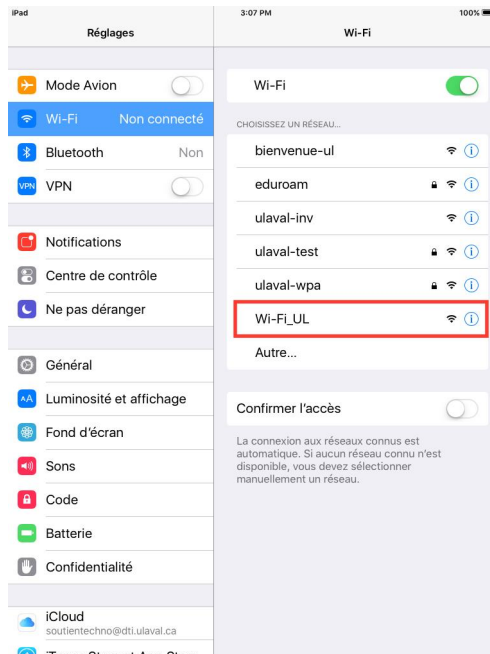 iPad
3:07 PM
100%
Réglages
Wi-Fi
Mode Avion
Wi-Fi Non connecté
Bluetooth Non
VPN VPN
Notifications
Centre de contrôle
Ne pas déranger
Général
AA Luminosité et affichage
Fond d'écran
Sons
Code
Batterie
Confidentialité
iCloud
soutientechno@dti.ulaval.ca
Wi-Fi
CHOISISSEZ UN RÉSEAU...
bienvenue-ul
eduroam
ulaval-inv
ulaval-test
ulaval-wpa
Wi-Fi_UL
Autre...
Confirmer l'accès
La connexion aux réseaux connus est
automatique. Si aucun réseau connu n'est
disponible, vous devez sélectionner
manuellement un réseau.